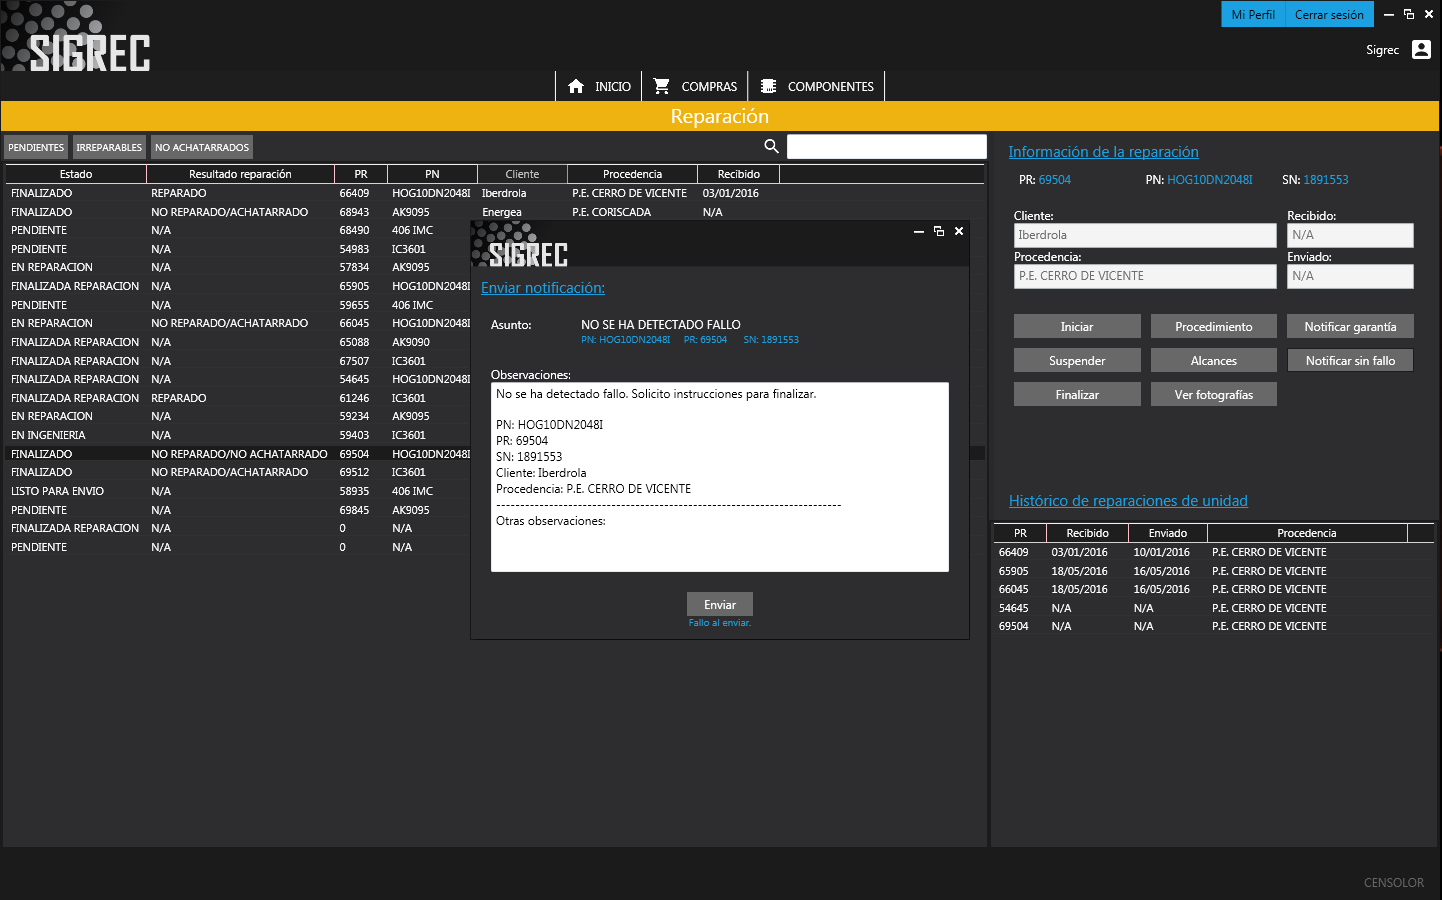 Mi Perfil Cerrar sesión
SIGREC
Sigrec
INICIO COMPRAS COMPONENTES
Reparación
PENDIENTES IRREPARABLES NO ACHATARRADOS
Estado Resultado reparación PR PN Cliente Procedencia Recibido
FINALIZADO REPARADO 66409 HOG10DN2048I Iberdrola P.E. CERRO DE VICENTE 03/01/2016
FINALIZADO NO REPARADO/ACHATARRADO 68943 AK9095 Energea P.E. CORISCADA N/A
PENDIENTE N/A 68490 406 IMC
PENDIENTE N/A 54983 IC3601
EN REPARACION N/A 57834 AK9095
FINALIZADA REPARACION N/A 65905 HOG10DN2048I
PENDIENTE N/A 59655 406 IMC
EN REPARACION NO REPARADO/ACHATARRADO 66045 HOG10DN2048I
FINALIZADA REPARACION N/A 65088 AK9090
FINALIZADA REPARACION N/A 67507 IC3601
FINALIZADA REPARACION N/A 54645 HOG10DN2048I
FINALIZADA REPARACION REPARADO 61246 IC3601
EN REPARACION N/A 59234 AK9095
EN INGENIERIA N/A 59403 IC3601
FINALIZADO NO REPARADO/NO ACHATARRADO 69504 HOG10DN2048I
FINALIZADO NO REPARADO/ACHATARRADO 69512 IC3601
LISTO PARA ENVIO N/A 58935 406 IMC
PENDIENTE N/A 69845 AK9095
FINALIZADA REPARACION N/A 0 N/A
PENDIENTE N/A 0 N/A
SIGREC
Enviar notificación:
Asunto: NO SE HA DETECTADO FALLO
PN: HOG10DN2048I PR: 69504 SN: 1891553
Observaciones:
No se ha detectado fallo. Solicito instrucciones para finalizar.
PN: HOG10DN2048I
PR: 69504
SN: 1891553
Cliente: Iberdrola
Procedencia: P.E. CERRO DE VICENTE
------------------------------------------------------------------------
Otras observaciones:
Enviar
Fallo al enviar.
Información de la reparación
PR: 69504 PN: HOG10DN2048I SN: 1891553
Cliente: Recibido:
Iberdrola N/A
Procedencia: Enviado:
P.E. CERRO DE VICENTE N/A
Iniciar Procedimiento Notificar garantía
Suspender Alcances Notificar sin fallo
Finalizar Ver fotografías
Histórico de reparaciones de unidad
PR Recibido Enviado Procedencia
66409 03/01/2016 10/01/2016 P.E. CERRO DE VICENTE
65905 18/05/2016 16/05/2016 P.E. CERRO DE VICENTE
66045 18/05/2016 16/05/2016 P.E. CERRO DE VICENTE
54645 N/A N/A P.E. CERRO DE VICENTE
69504 N/A N/A P.E. CERRO DE VICENTE
CENSOLOR